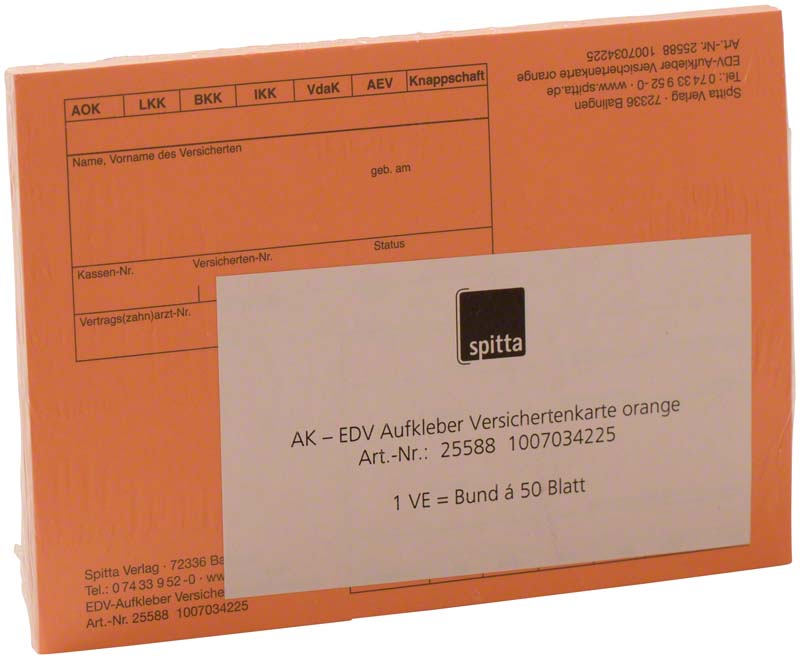 AOK LKK BKK IKK VdaK AEV Knappschaft
Name, Vorname des Versicherten
geb. am
Kassen-Nr. Versicherten-Nr. Status
Vertrags(zahn)arzt-Nr.
Spitta Verlag · 72336 Balingen
Tel.: 0 74 33 9 52 -0 · www.spitta.de
EDV-Aufkleber Versichertenkarte orange
Art.-Nr. 25588 1007034225
spitta
AK – EDV Aufkleber Versichertenkarte orange
Art.-Nr.: 25588 1007034225
1 VE = Bund á 50 Blatt
Spitta Verlag · 72336 Ba
Tel.: 0 74 33 9 52 -0 · ww
EDV-Aufkleber Versicher
Art.-Nr. 25588 1007034225